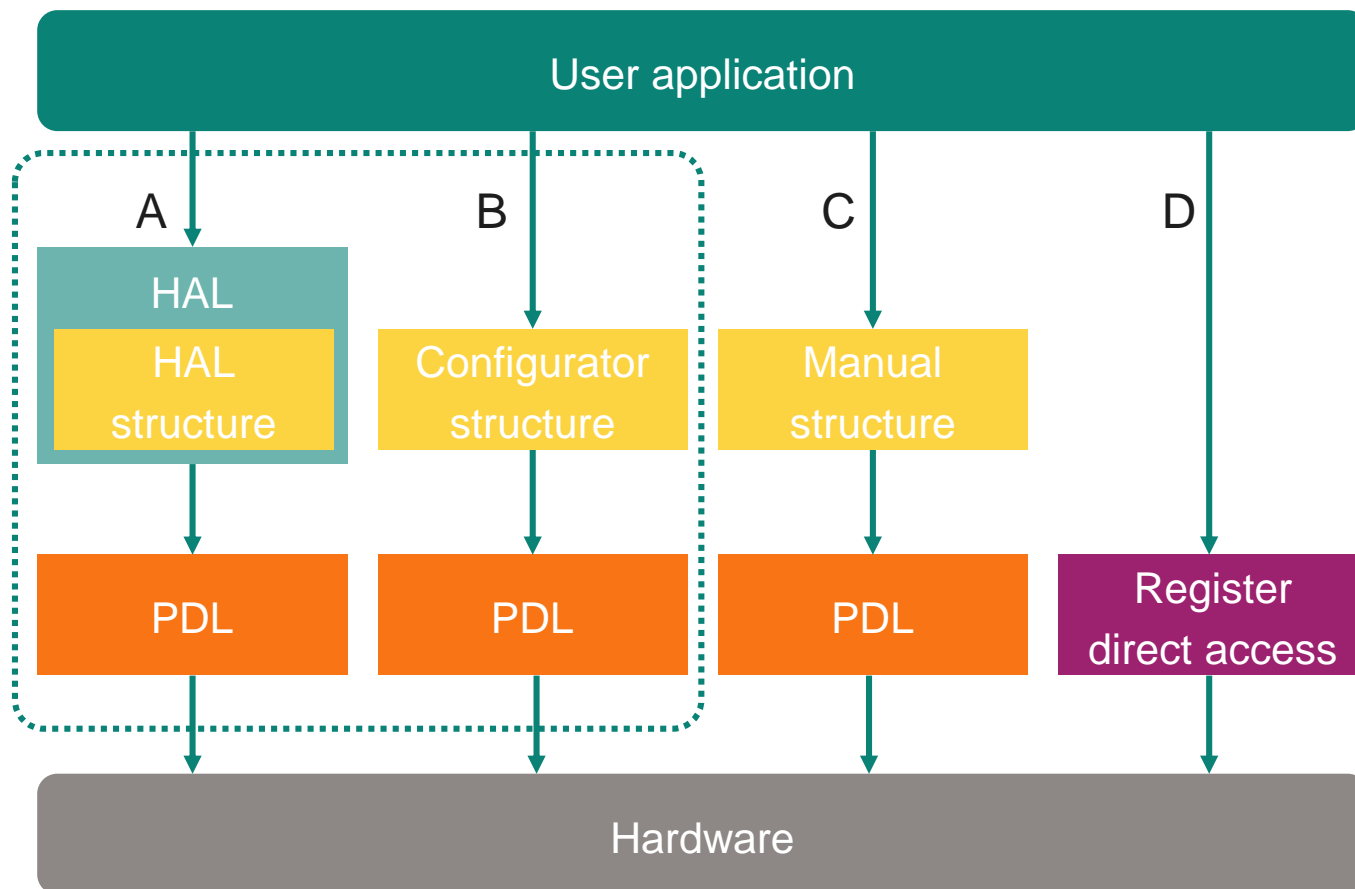 User application
A
B
C
D
HAL
HAL
structure
Configurator
structure
Manual
structure
PDL
PDL
PDL
Register
direct access
Hardware